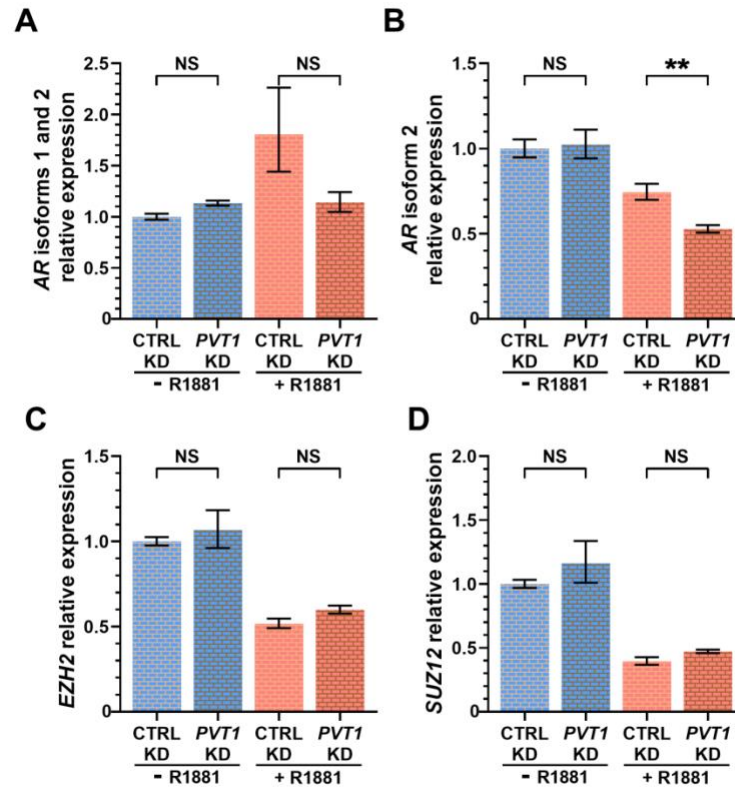 A
AR isoforms 1 and 2
relative expression
2.5
2.0
1.5
1.0
0.5
0
NS
NS
CTRL KD
PVT1 KD
CTRL KD
PVT1 KD
- R1881
+ R1881
B
AR isoform 2
relative expression
1.5
1.0
0.5
0
NS
**
CTRL KD
PVT1 KD
CTRL KD
PVT1 KD
- R1881
+ R1881
C
EZH2 relative expression
1.5
1.0
0.5
0
NS
NS
CTRL KD
PVT1 KD
CTRL KD
PVT1 KD
- R1881
+ R1881
D
SUZ12 relative expression
2.0
1.5
1.0
0.5
0
NS
NS
CTRL KD
PVT1 KD
CTRL KD
PVT1 KD
- R1881
+ R1881